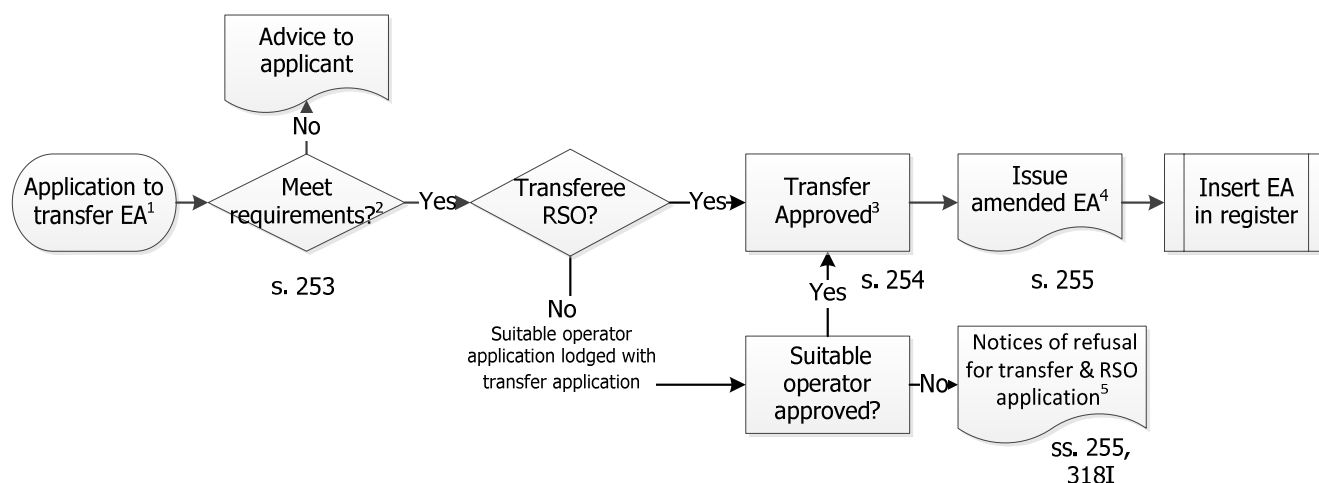 Advice to
applicant
No
Application to
transfer EA¹
Meet
requirements?²
Yes
Transferee
RSO?
Yes
Transfer
Approved³
Issue
amended EA⁴
Insert EA
in register
s. 253
s. 254
s. 255
No
Suitable operator
application lodged with
transfer application
Yes
Suitable
operator
approved?
No
Notices of refusal
for transfer & RSO
application⁵
ss. 255,
318I